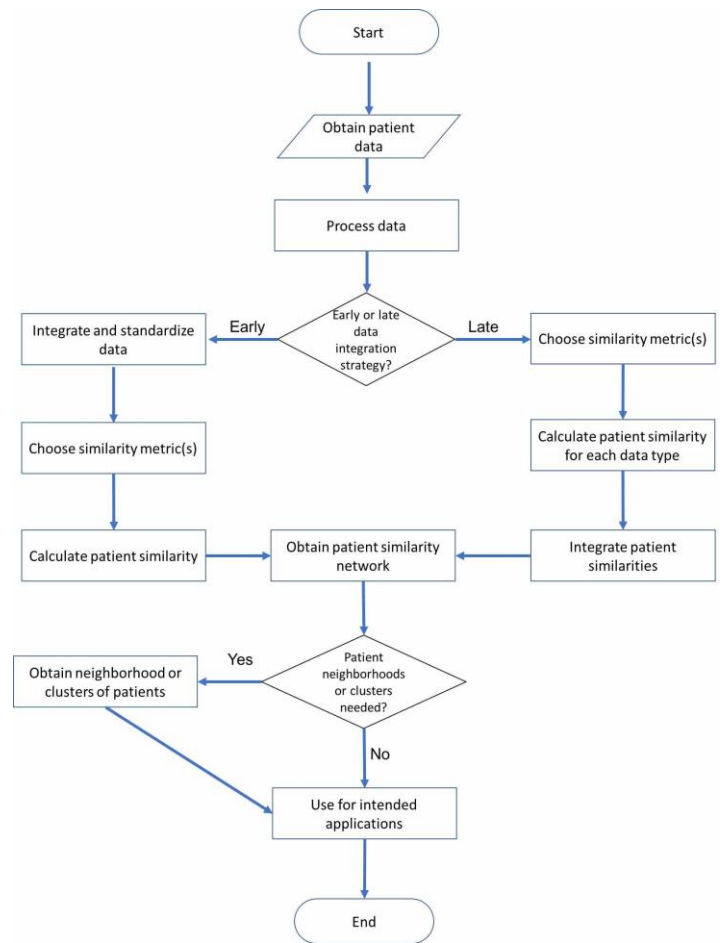 Start
Obtain patient
data
Process data
Early or late
data
integration
strategy?
Early
Late
Integrate and standardize
data
Choose similarity metric(s)
Calculate patient similarity
Choose similarity metric(s)
Calculate patient similarity
for each data type
Integrate patient
similarities
Obtain patient similarity
network
Patient
neighborhoods
or clusters
needed?
Yes
No
Obtain neighborhood or
clusters of patients
Use for intended
applications
End